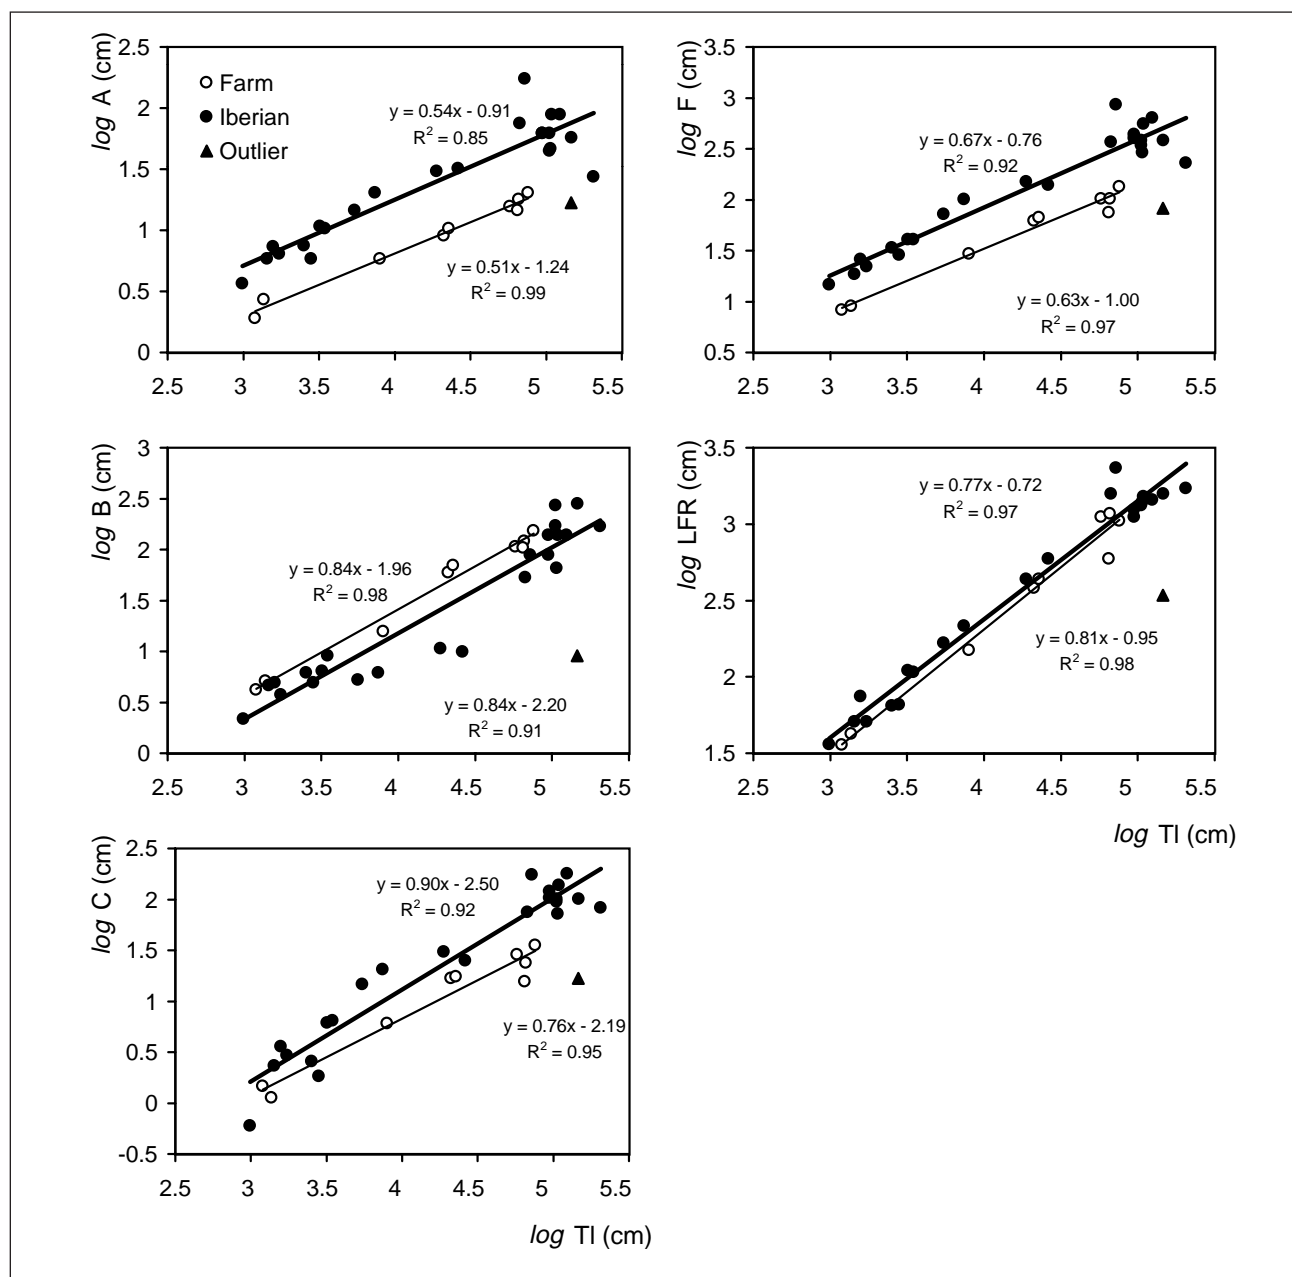 log A (cm)
2.5
2
1.5
1
0.5
0
Farm
Iberian
Outlier
y = 0.54x - 0.91
R² = 0.85
y = 0.51x - 1.24
R² = 0.99
2.5 3 3.5 4 4.5 5 5.5
log F (cm)
3.5
3
2.5
2
1.5
1
0.5
y = 0.67x - 0.76
R² = 0.92
y = 0.63x - 1.00
R² = 0.97
2.5 3 3.5 4 4.5 5 5.5
log B (cm)
3
2.5
2
1.5
1
0.5
0
y = 0.84x - 1.96
R² = 0.98
y = 0.84x - 2.20
R² = 0.91
2.5 3 3.5 4 4.5 5 5.5
log LFR (cm)
3.5
3
2.5
2
1.5
y = 0.77x - 0.72
R² = 0.97
y = 0.81x - 0.95
R² = 0.98
2.5 3 3.5 4 4.5 5 5.5
log Tl (cm)
log C (cm)
2.5
2
1.5
1
0.5
0
-0.5
y = 0.90x - 2.50
R² = 0.92
y = 0.76x - 2.19
R² = 0.95
2.5 3 3.5 4 4.5 5 5.5
log Tl (cm)